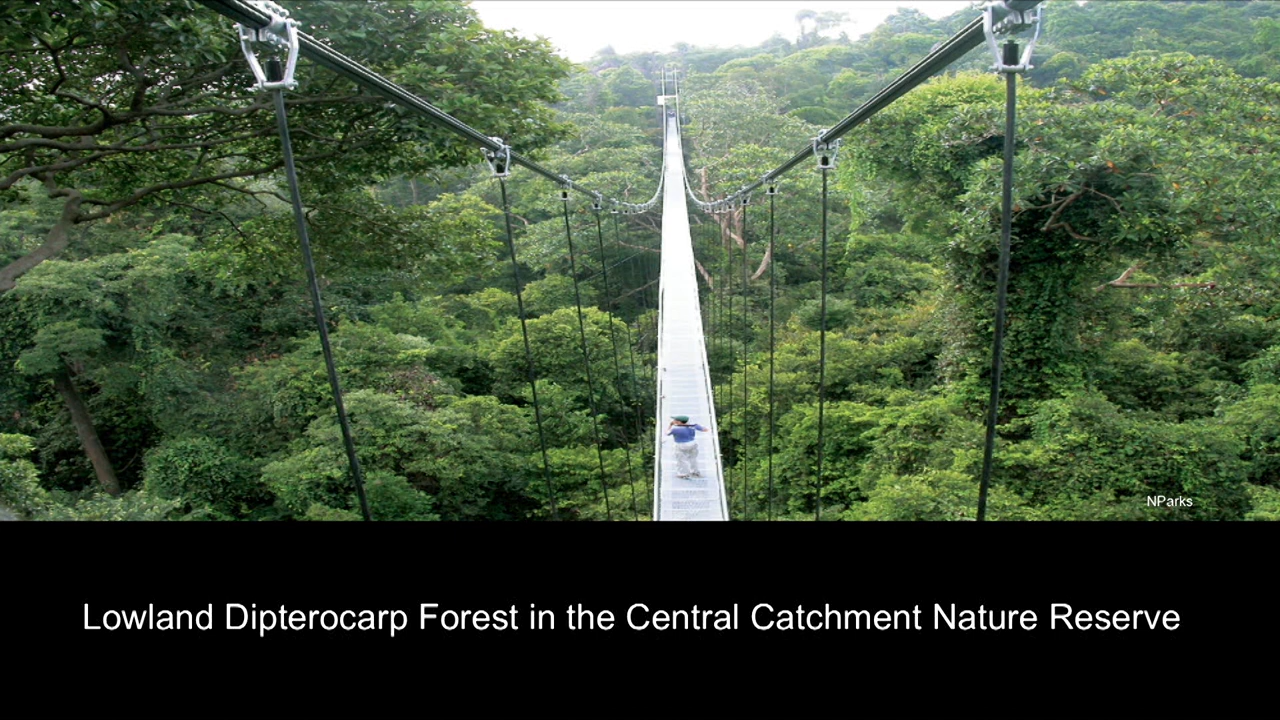 NParks
Lowland Dipterocarp Forest in the Central Catchment Nature Reserve